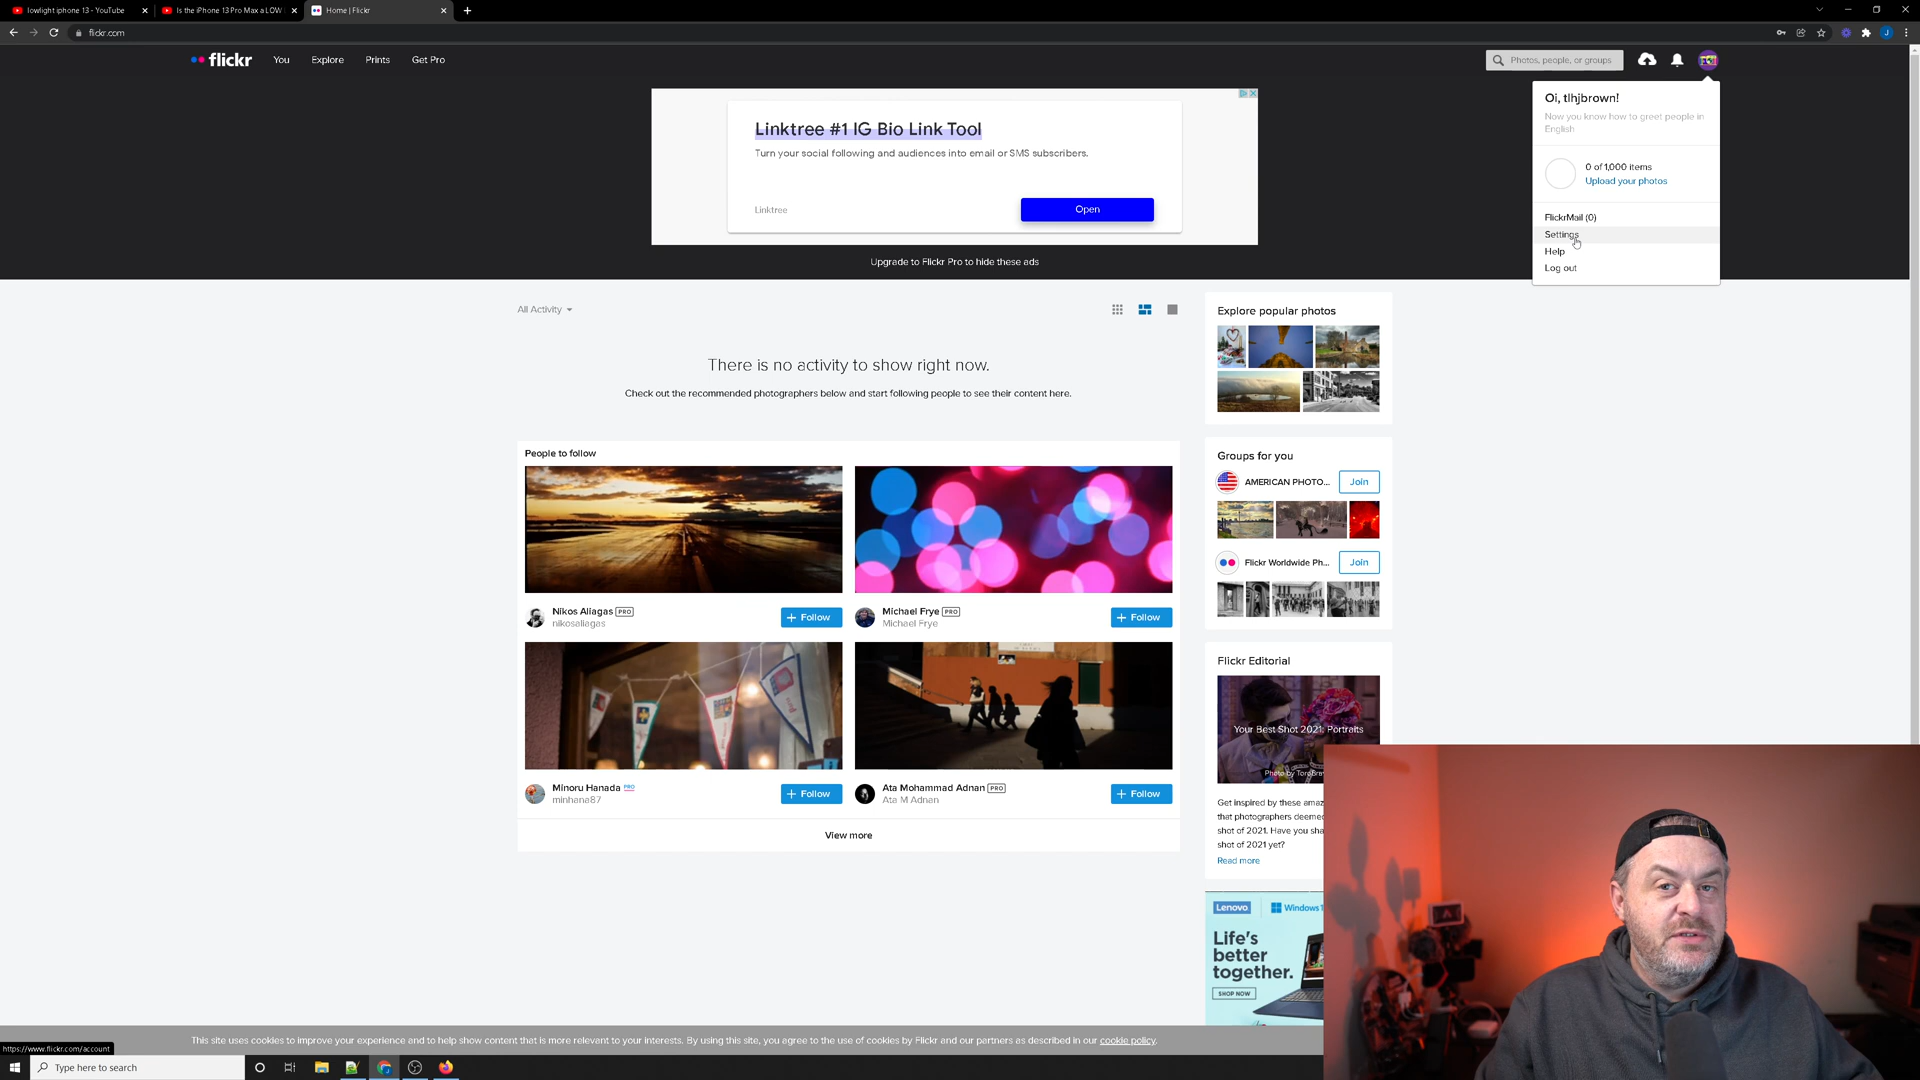 lowlight iphone 13 - YouTube
Is the iPhone 13 Pro Max a LOW
Home | Flickr
flickr.com
flickr
You
Explore
Prints
Get Pro
Photos, people, or groups
Oi, tlhjbrown!
Now you know how to greet people in
English
0 of 1,000 items
Upload your photos
FlickrMail (0)
Settings
Help
Log out
Linktree #1 IG Bio Link Tool
Turn your social following and audiences into email or SMS subscribers.
Linktree
Open
Upgrade to Flickr Pro to hide these ads
All Activity
There is no activity to show right now.
Check out the recommended photographers below and start following people to see their content here.
People to follow
Nikos Aliagas PRO
nikosaliagas
+ Follow
Michael Frye PRO
Michael Frye
+ Follow
Minoru Hanada PRO
minhana87
+ Follow
Ata Mohammad Adnan PRO
Ata M Adnan
+ Follow
View more
Explore popular photos
Groups for you
AMERICAN PHOTO...
Join
Flickr Worldwide Ph...
Join
Flickr Editorial
Your Best Shot 2021: Portraits
Photo by
Get inspired by these amaz
that photographers deemed
shot of 2021. Have you sha
shot of 2021 yet?
Read more
Lenovo
Windows 1
Life's
better
together.
SHOP NOW
This site uses cookies to improve your experience and to help show content that is more relevant to your interests. By using this site, you agree to the use of cookies by Flickr and our partners as described in our cookie policy.
https://www.flickr.com/account
Type here to search